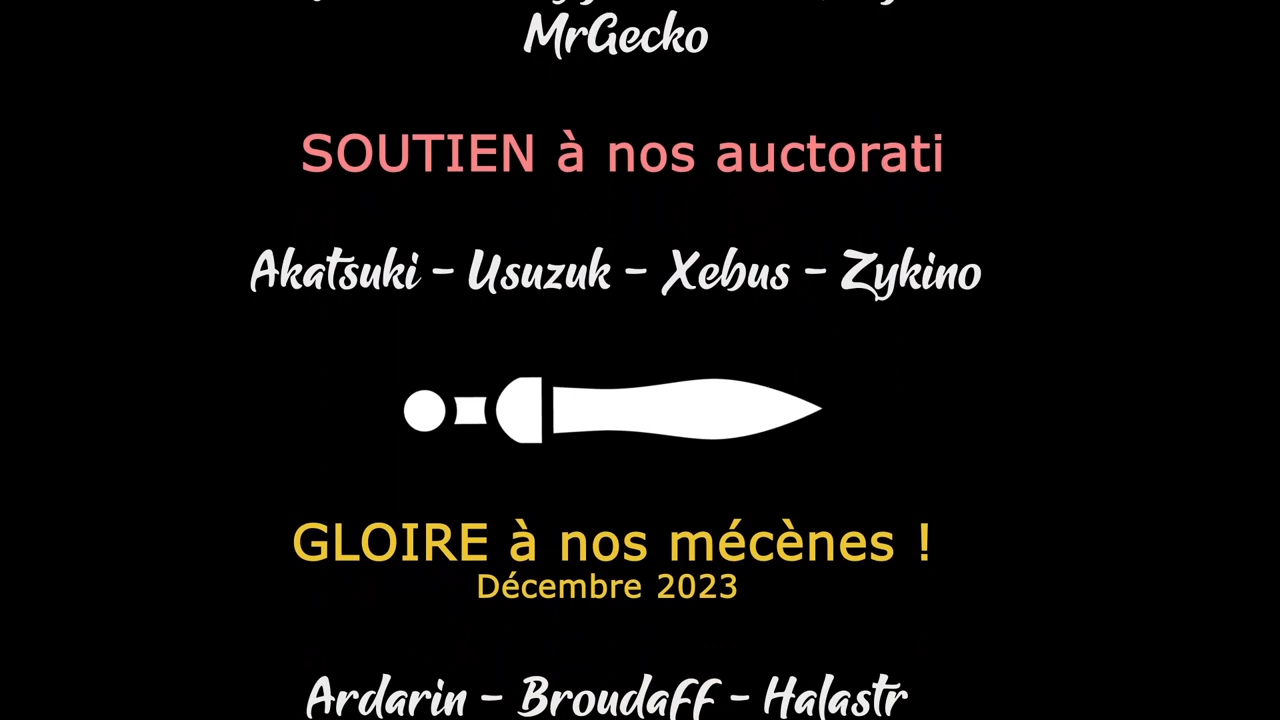 MrGecko
SOUTIEN à nos auctorati
Akatsuki - Usuzuk - Xebus - Zykino
GLOIRE à nos mécènes !
Décembre 2023
Ardarin - Broudaff - Halastr